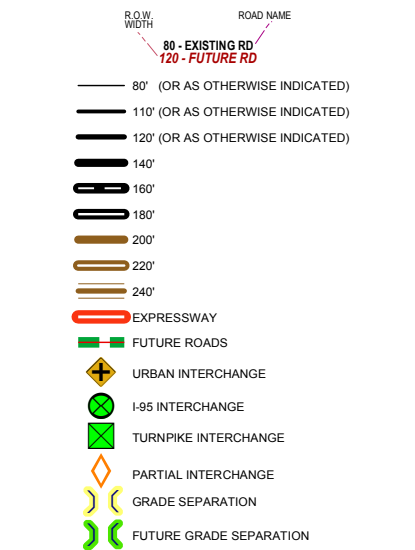 R.O.W. WIDTH
ROAD NAME
80 - EXISTING RD
120 - FUTURE RD
80' (OR AS OTHERWISE INDICATED)
110' (OR AS OTHERWISE INDICATED)
120' (OR AS OTHERWISE INDICATED)
140'
160'
180'
200'
220'
240'
EXPRESSWAY
FUTURE ROADS
URBAN INTERCHANGE
I-95 INTERCHANGE
TURNPIKE INTERCHANGE
PARTIAL INTERCHANGE
GRADE SEPARATION
FUTURE GRADE SEPARATION